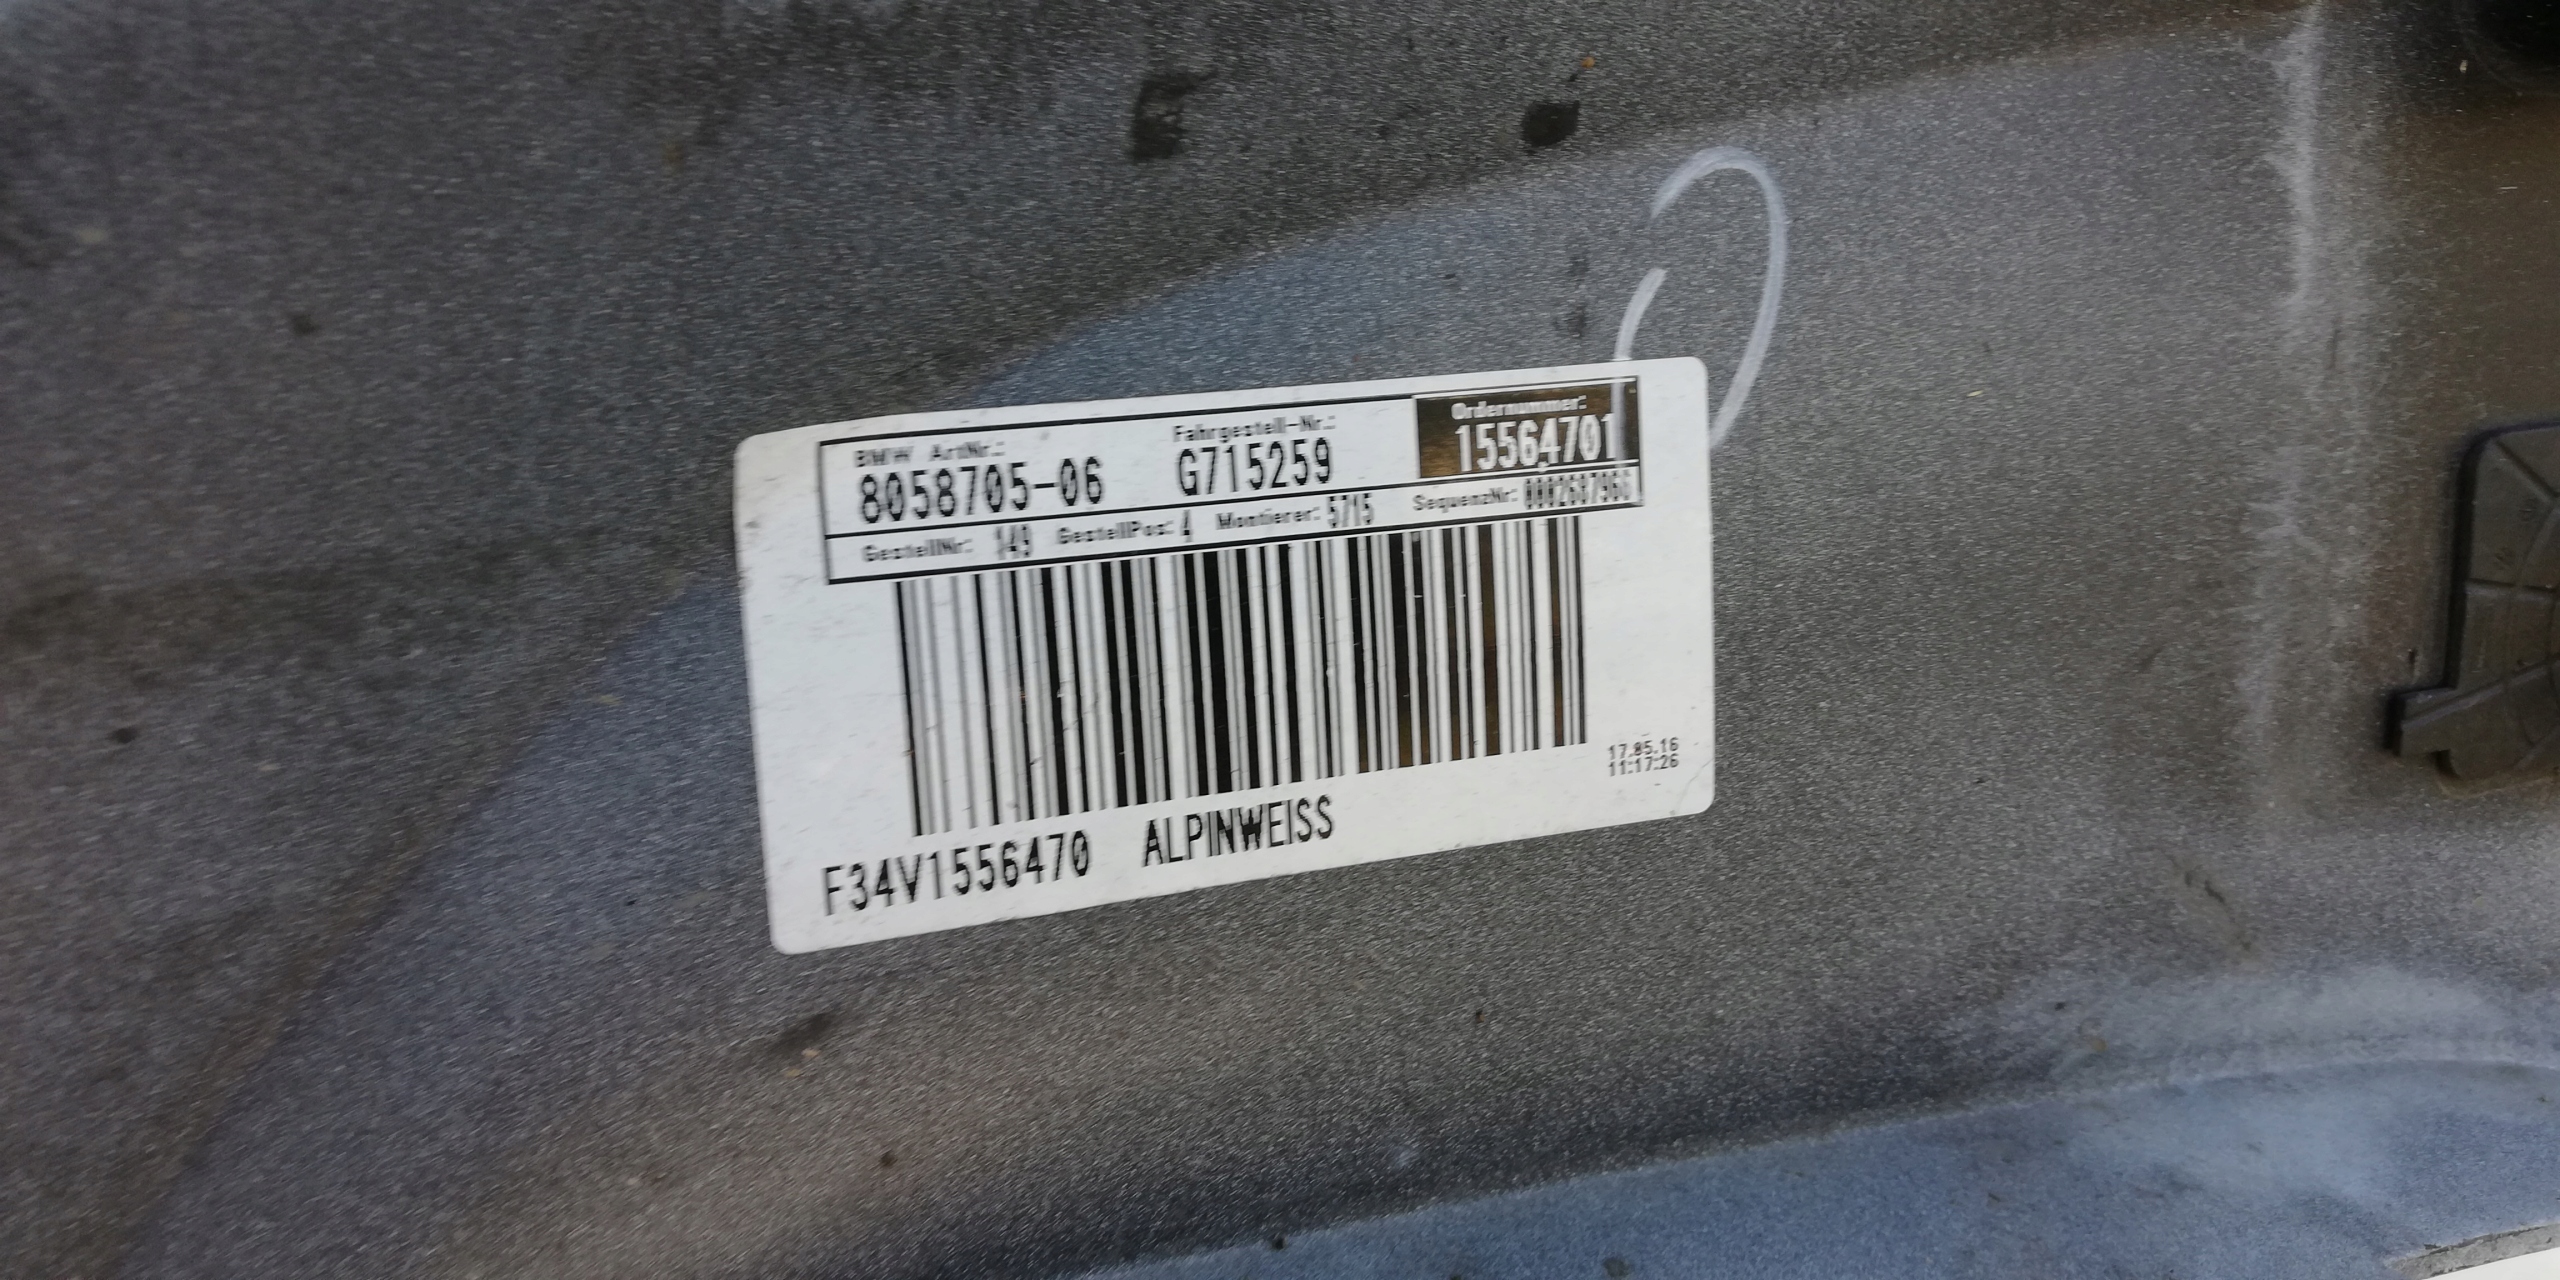 BMW ArtNr.: Fahrgestell-Nr.: Ordernummer:
8058705-06 G715259 15564701
GestellNr: 149 GestellPos: 4 Montierer: 5715 SequenzNr:
17.05.16
11:17:26
F34V1556470 ALPINWEISS